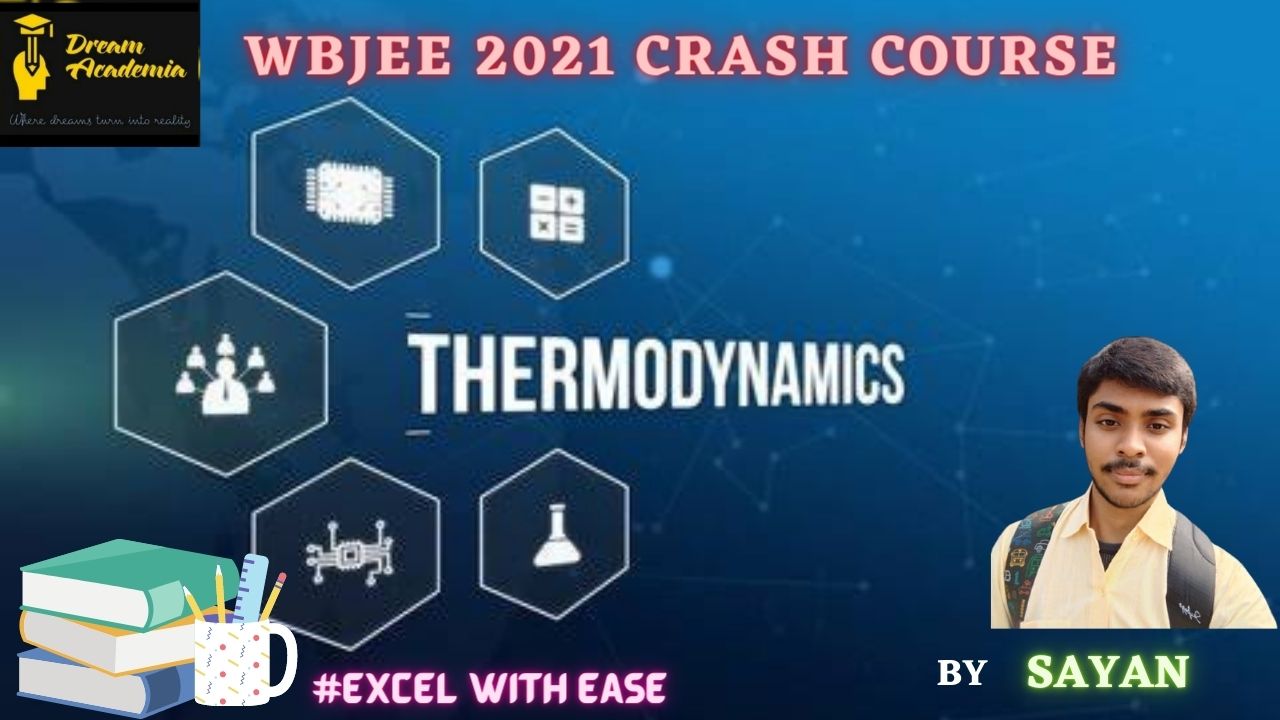 Dream
Academia
Where dreams turn into reality
WBJEE 2021 CRASH COURSE
THERMODYNAMICS
#EXCEL WITH EASE
BY SAYAN